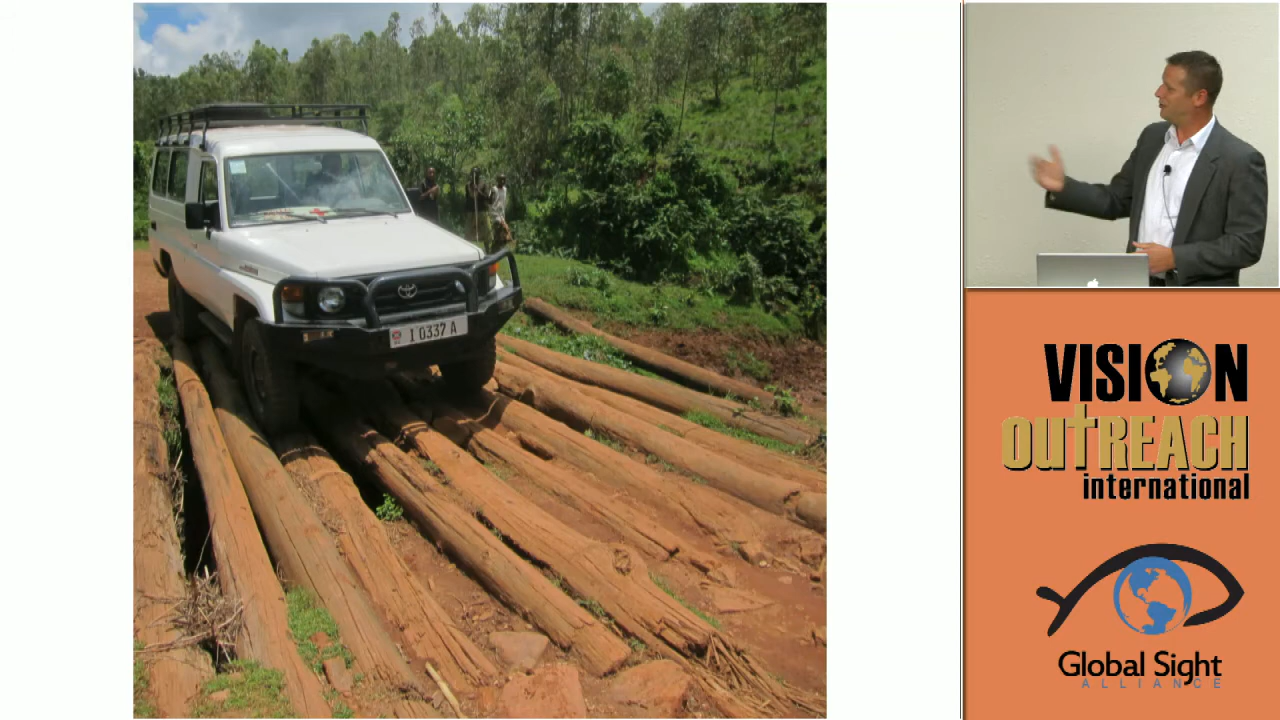 I 0337 A
VISION
OUTREACH
international
Global Sight
ALLIANCE